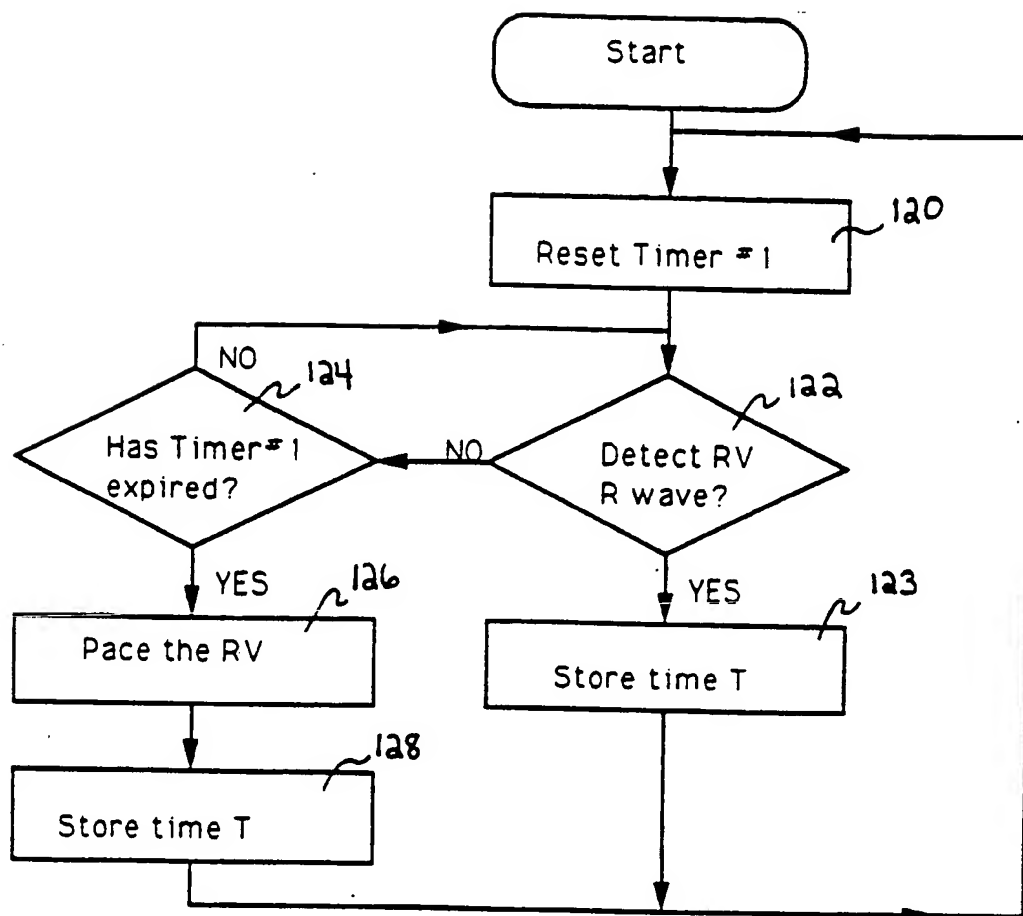 Start
120
Reset Timer #1
NO
124
122
Has Timer #1
expired?
NO
Detect RV
R wave?
YES
126
YES
123
Pace the RV
Store time T
128
Store time T